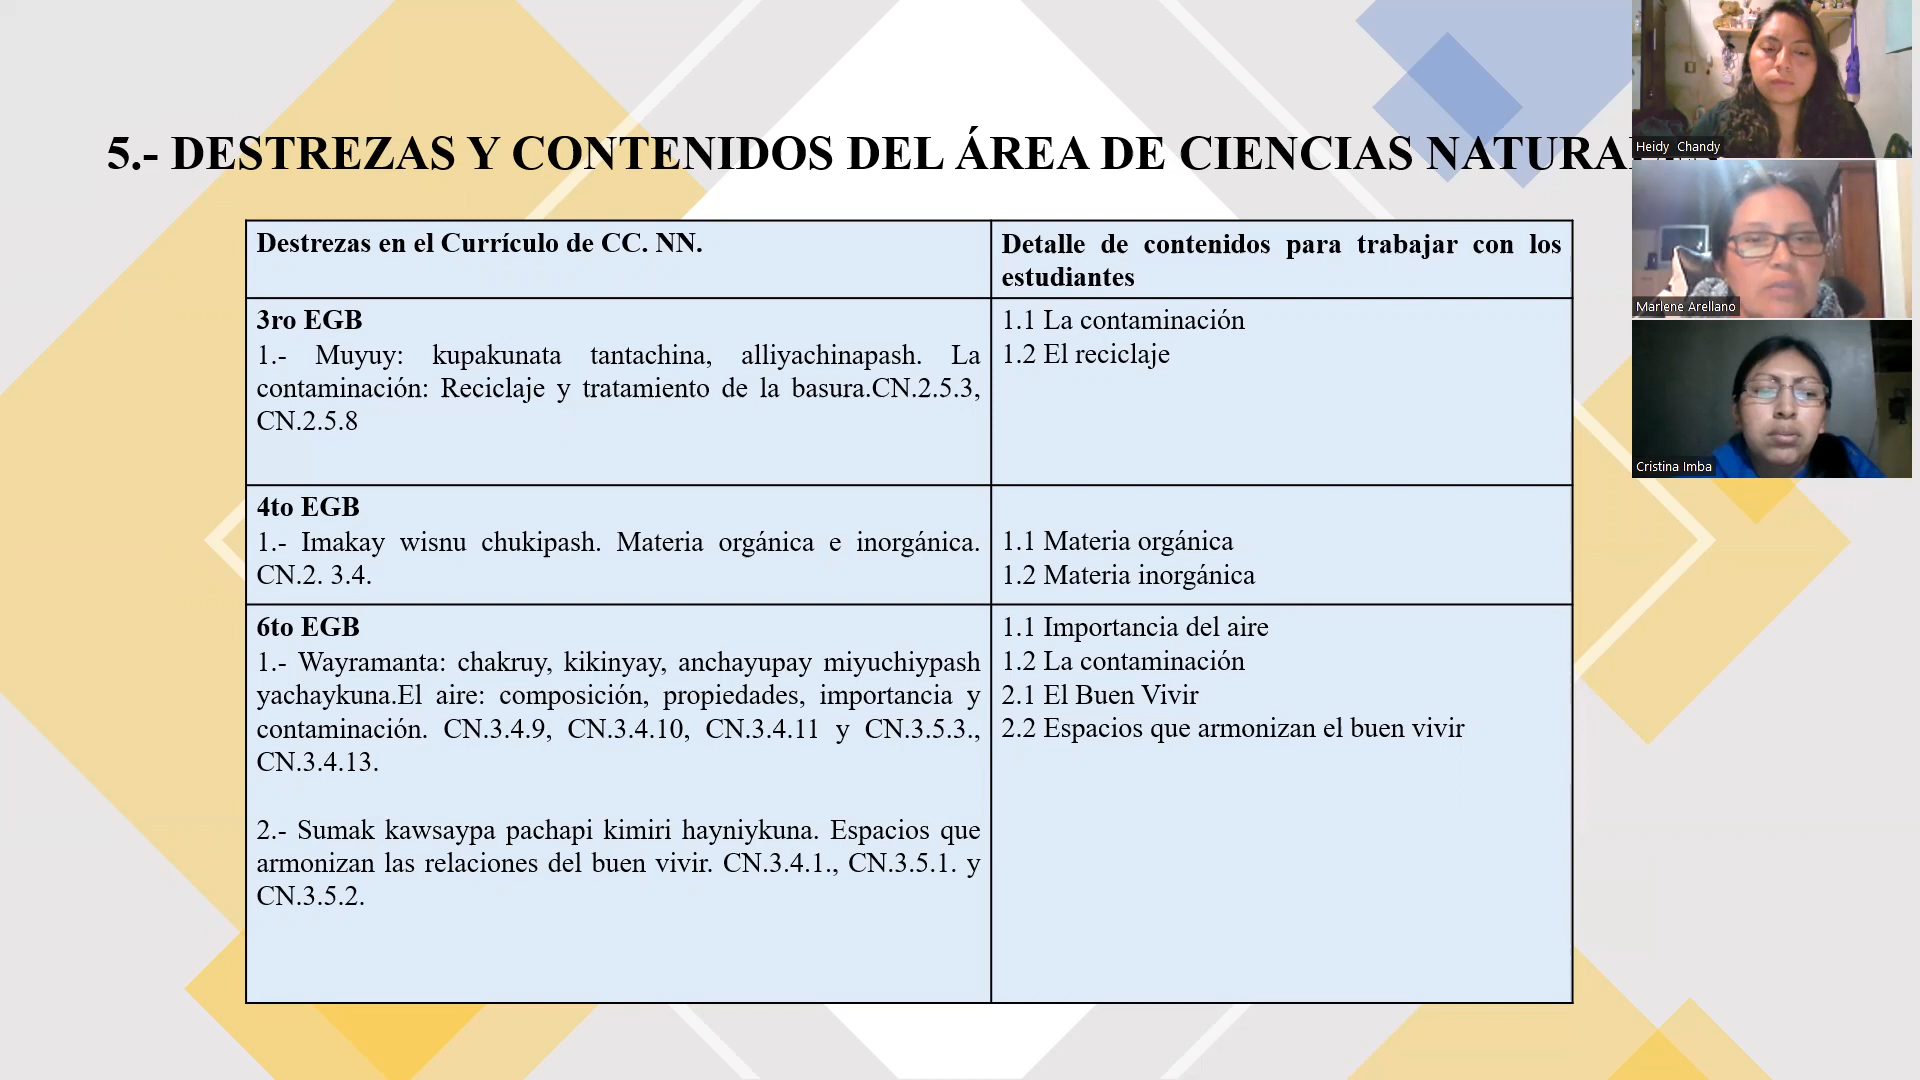 5.- DESTREZAS Y CONTENIDOS DEL ÁREA DE CIENCIAS
Destrezas en el Currículo de CC. NN.
Detalle de contenidos para trabajar con los
estudiantes
3ro EGB
1.- Muyuy: kupakunata tantachina, alliyachinapash. La
contaminación: Reciclaje y tratamiento de la basura.CN.2.5.3,
CN.2.5.8
1.1 La contaminación
1.2 El reciclaje
4to EGB
1.- Imakay wisnu chukipash. Materia orgánica e inorgánica.
CN.2. 3.4.
1.1 Materia orgánica
1.2 Materia inorgánica
6to EGB
1.- Wayramanta: chakruy, kikinyay, anchayupay miyuchiypash
yachaykuna.El aire: composición, propiedades, importancia y
contaminación. CN.3.4.9, CN.3.4.10, CN.3.4.11 y CN.3.5.3.,
CN.3.4.13.
2.- Sumak kawsaypa pachapi kimiri hayniykuna. Espacios que
armonizan las relaciones del buen vivir. CN.3.4.1., CN.3.5.1. y
CN.3.5.2.
1.1 Importancia del aire
1.2 La contaminación
2.1 El Buen Vivir
2.2 Espacios que armonizan el buen vivir
Heidy Chandy
Marlene Arellano
Cristina Imba